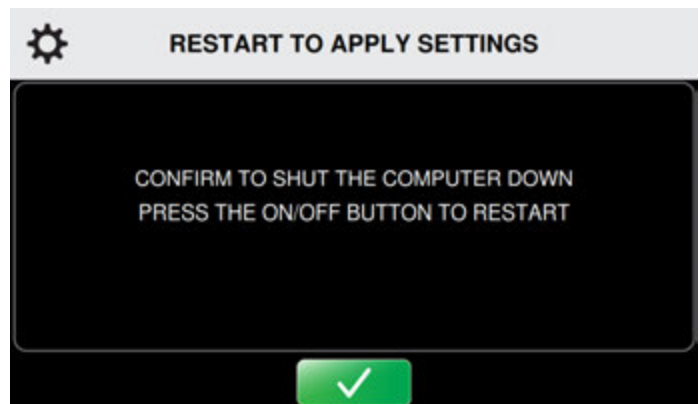 RESTART TO APPLY SETTINGS
CONFIRM TO SHUT THE COMPUTER DOWN
PRESS THE ON/OFF BUTTON TO RESTART